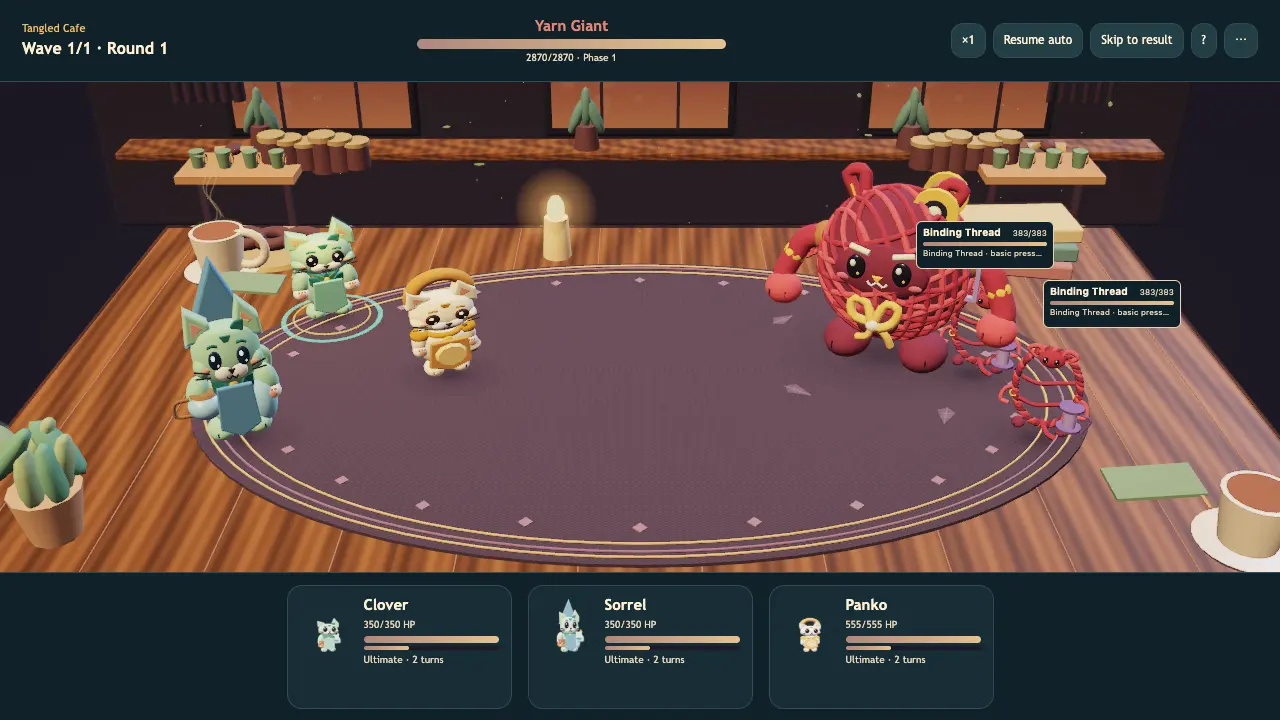 Tangled Cafe
Wave 1/1 · Round 1
Yarn Giant
2870/2870 · Phase 1
×1
Resume auto
Skip to result
?
···
Binding Thread 383/383
Binding Thread · basic press...
Binding Thread 383/383
Binding Thread · basic press...
Clover
350/350 HP
Ultimate · 2 turns
Sorrel
350/350 HP
Ultimate · 2 turns
Panko
555/555 HP
Ultimate · 2 turns